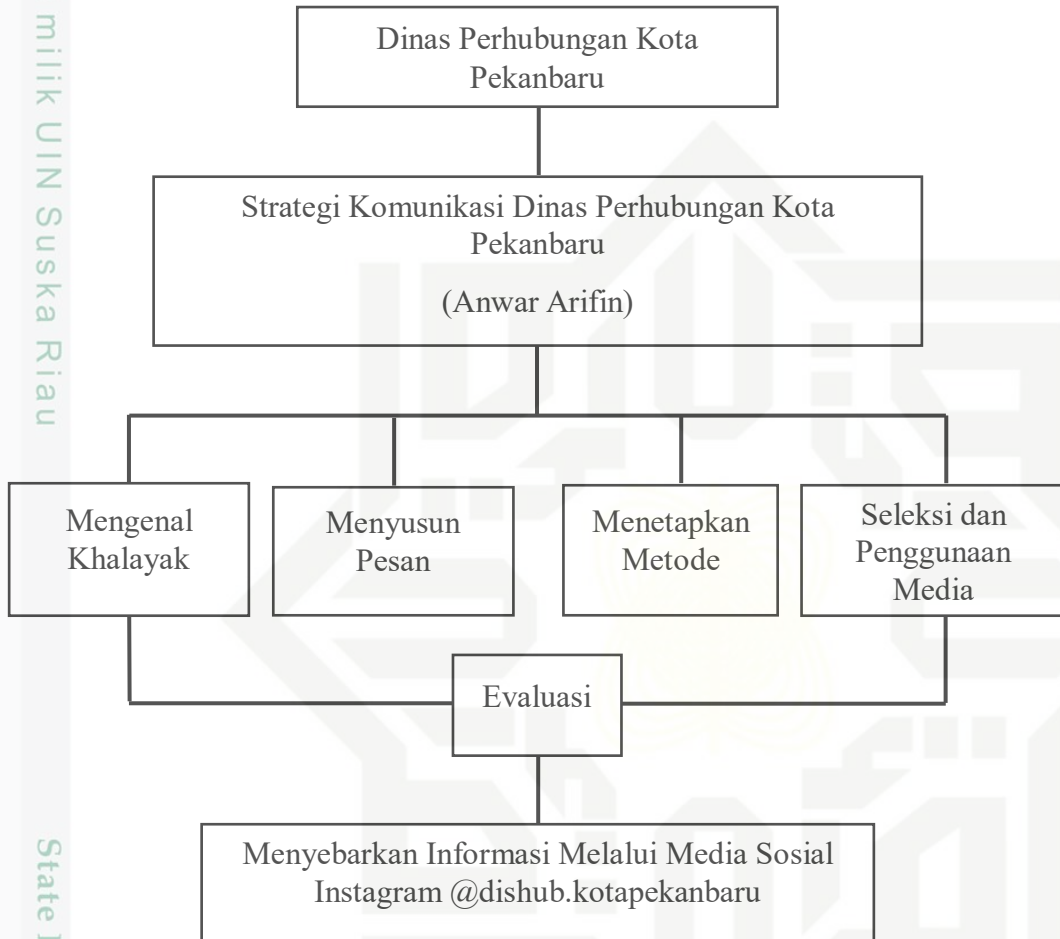 milik UIN Suska Riau
Dinas Perhubungan Kota
Pekanbaru
Strategi Komunikasi Dinas Perhubungan Kota
Pekanbaru
(Anwar Arifin)
Mengenal
Khalayak
Menyusun
Pesan
Menetapkan
Metode
Seleksi dan
Penggunaan
Media
Evaluasi
Menyebarkan Informasi Melalui Media Sosial
Instagram @dishub.kotapekanbaru
State